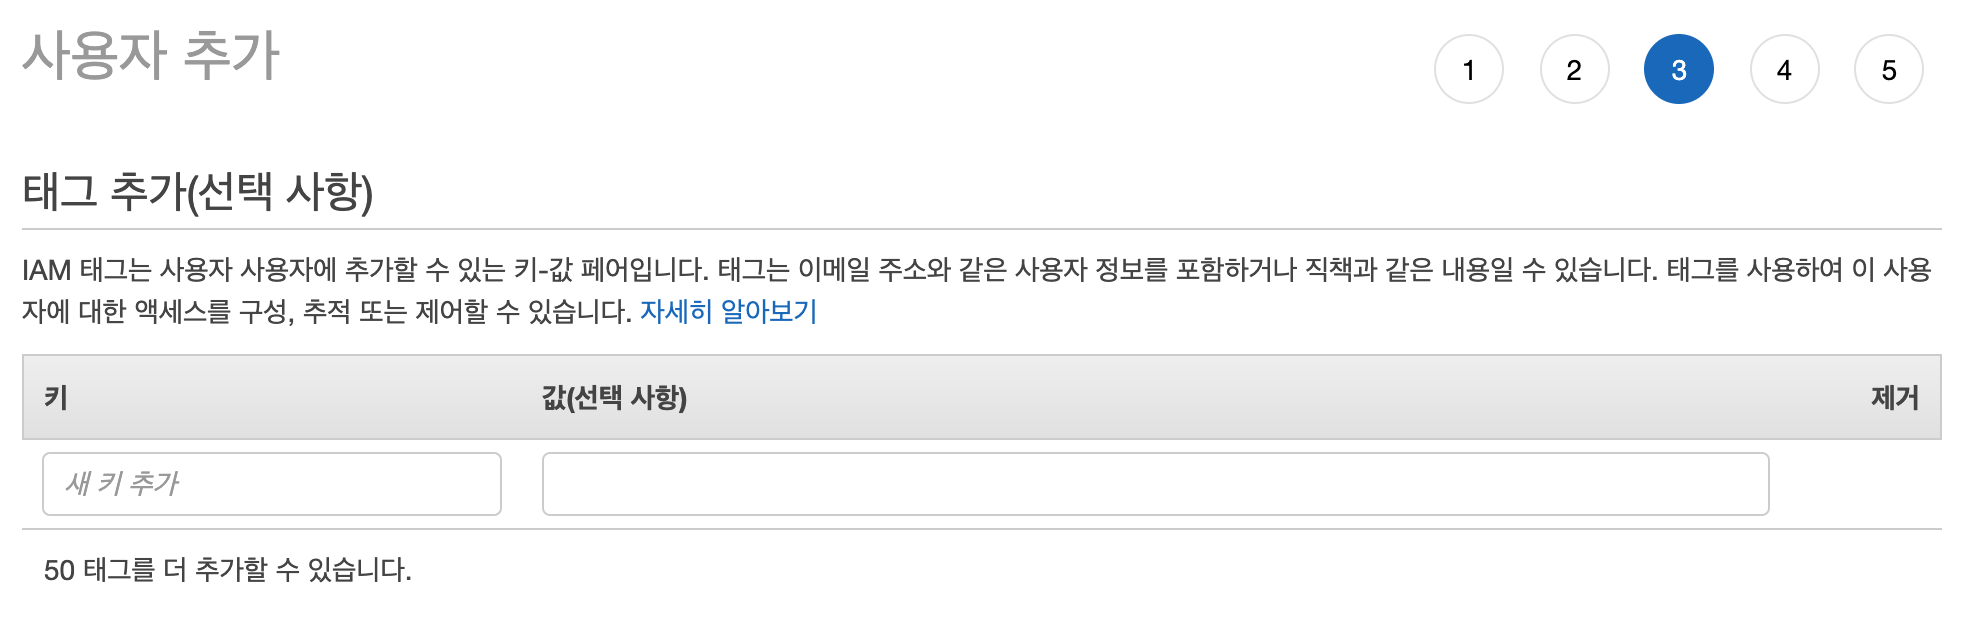 사용자 추가
1 2 3 4 5
태그 추가(선택 사항)
IAM 태그는 사용자 사용자에 추가할 수 있는 키-값 페어입니다. 태그는 이메일 주소와 같은 사용자 정보를 포함하거나 직책과 같은 내용일 수 있습니다. 태그를 사용하여 이 사용
자에 대한 액세스를 구성, 추적 또는 제어할 수 있습니다. 자세히 알아보기
키 값(선택 사항) 제거
새 키 추가
50 태그를 더 추가할 수 있습니다.